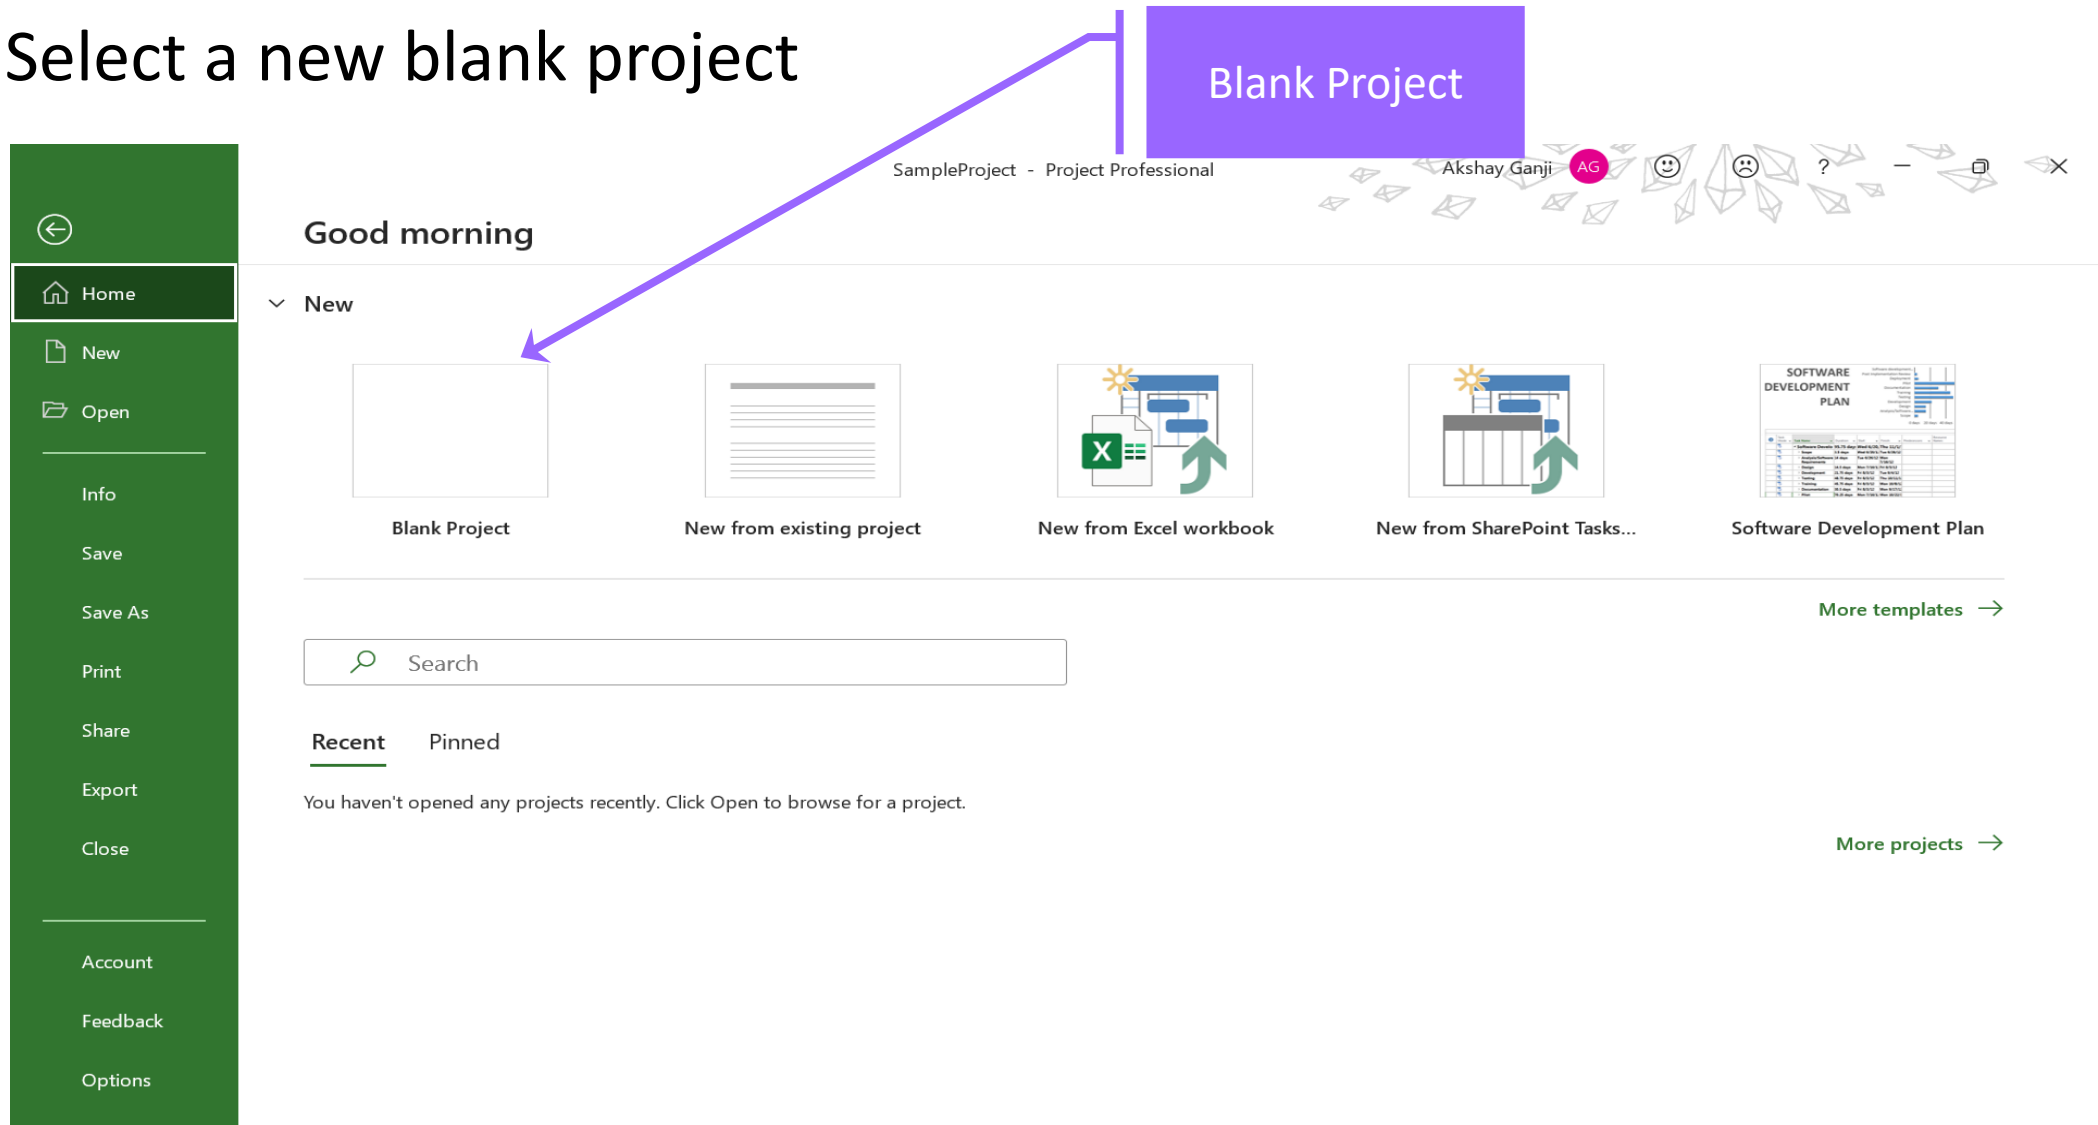 Select a new blank project
Blank Project
SampleProject - Project Professional
Akshay Ganji
AG
?
Good morning
Home
New
Open
Info
Save
Save As
Print
Share
Export
Close
Account
Feedback
Options
New
SOFTWARE
DEVELOPMENT
PLAN
Blank Project
New from existing project
New from Excel workbook
New from SharePoint Tasks...
Software Development Plan
More templates
Search
Recent
Pinned
You haven't opened any projects recently. Click Open to browse for a project.
More projects